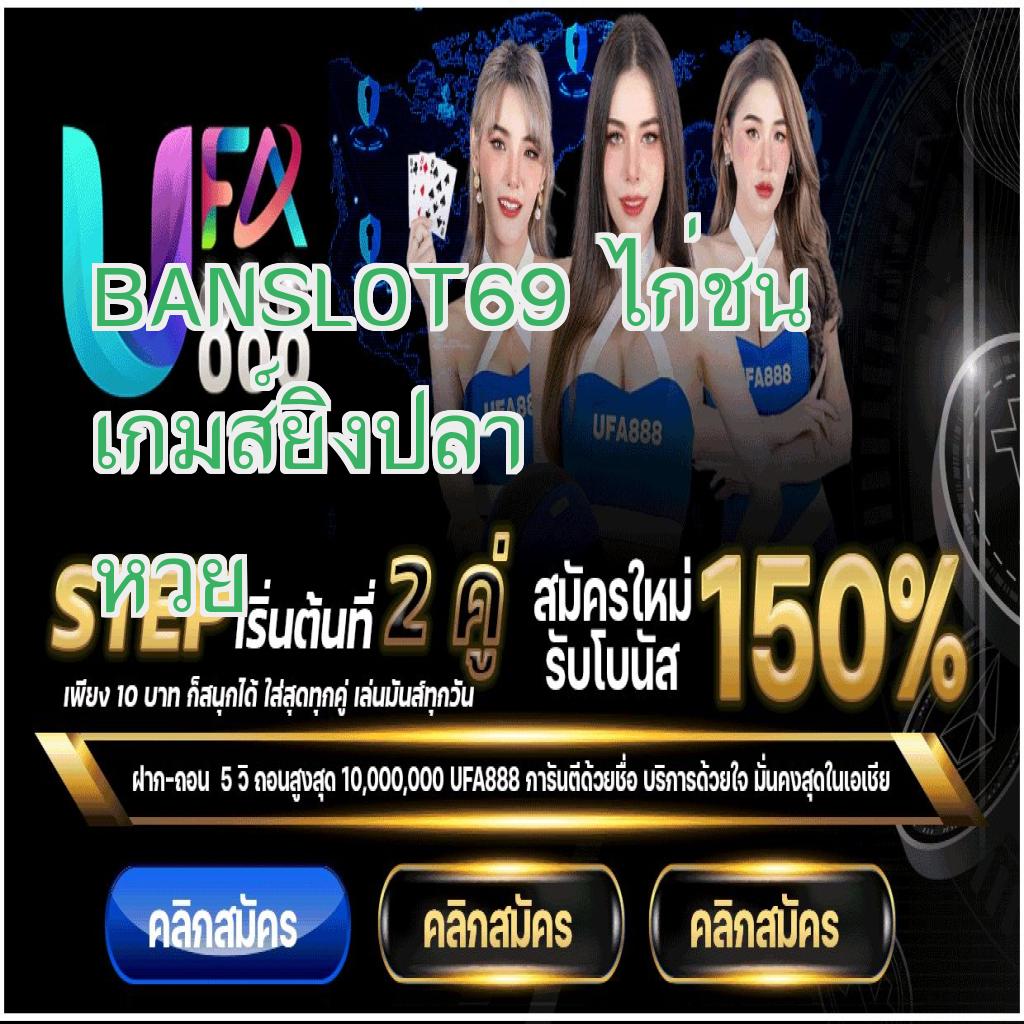 UFA
888
BANSLOT69 ไก่ชน
เกมส์ยิงปลา
หวย
UFA888
UFA888
UFA888
STEP เริ่มต้นที่ 2 คู่
เพียง 10 บาท ก็สนุกได้ ใส่สุดทุกคู่ เล่นมันส์ทุกวัน
สมัครใหม่
รับโบนัส
150%
ฝาก-ถอน 5 วิ ถอนสูงสุด 10,000,000 UFA888 การันตีด้วยชื่อ บริการด้วยใจ มั่นคงสุดในเอเชีย
คลิกสมัคร
คลิกสมัคร
คลิกสมัคร